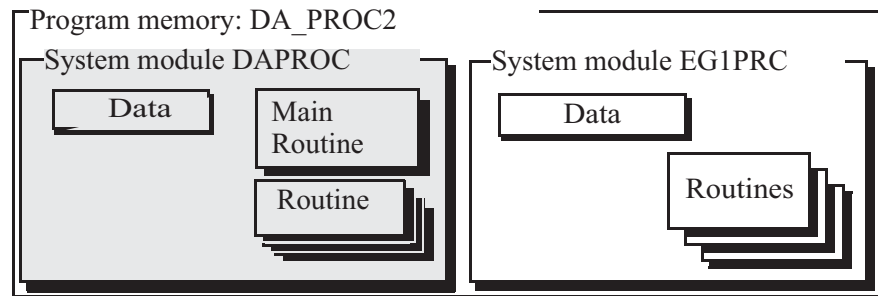 Program memory: DA_PROC2
System module DAPROC
Data
Main
Routine
Routine
System module EG1PRC
Data
Routines